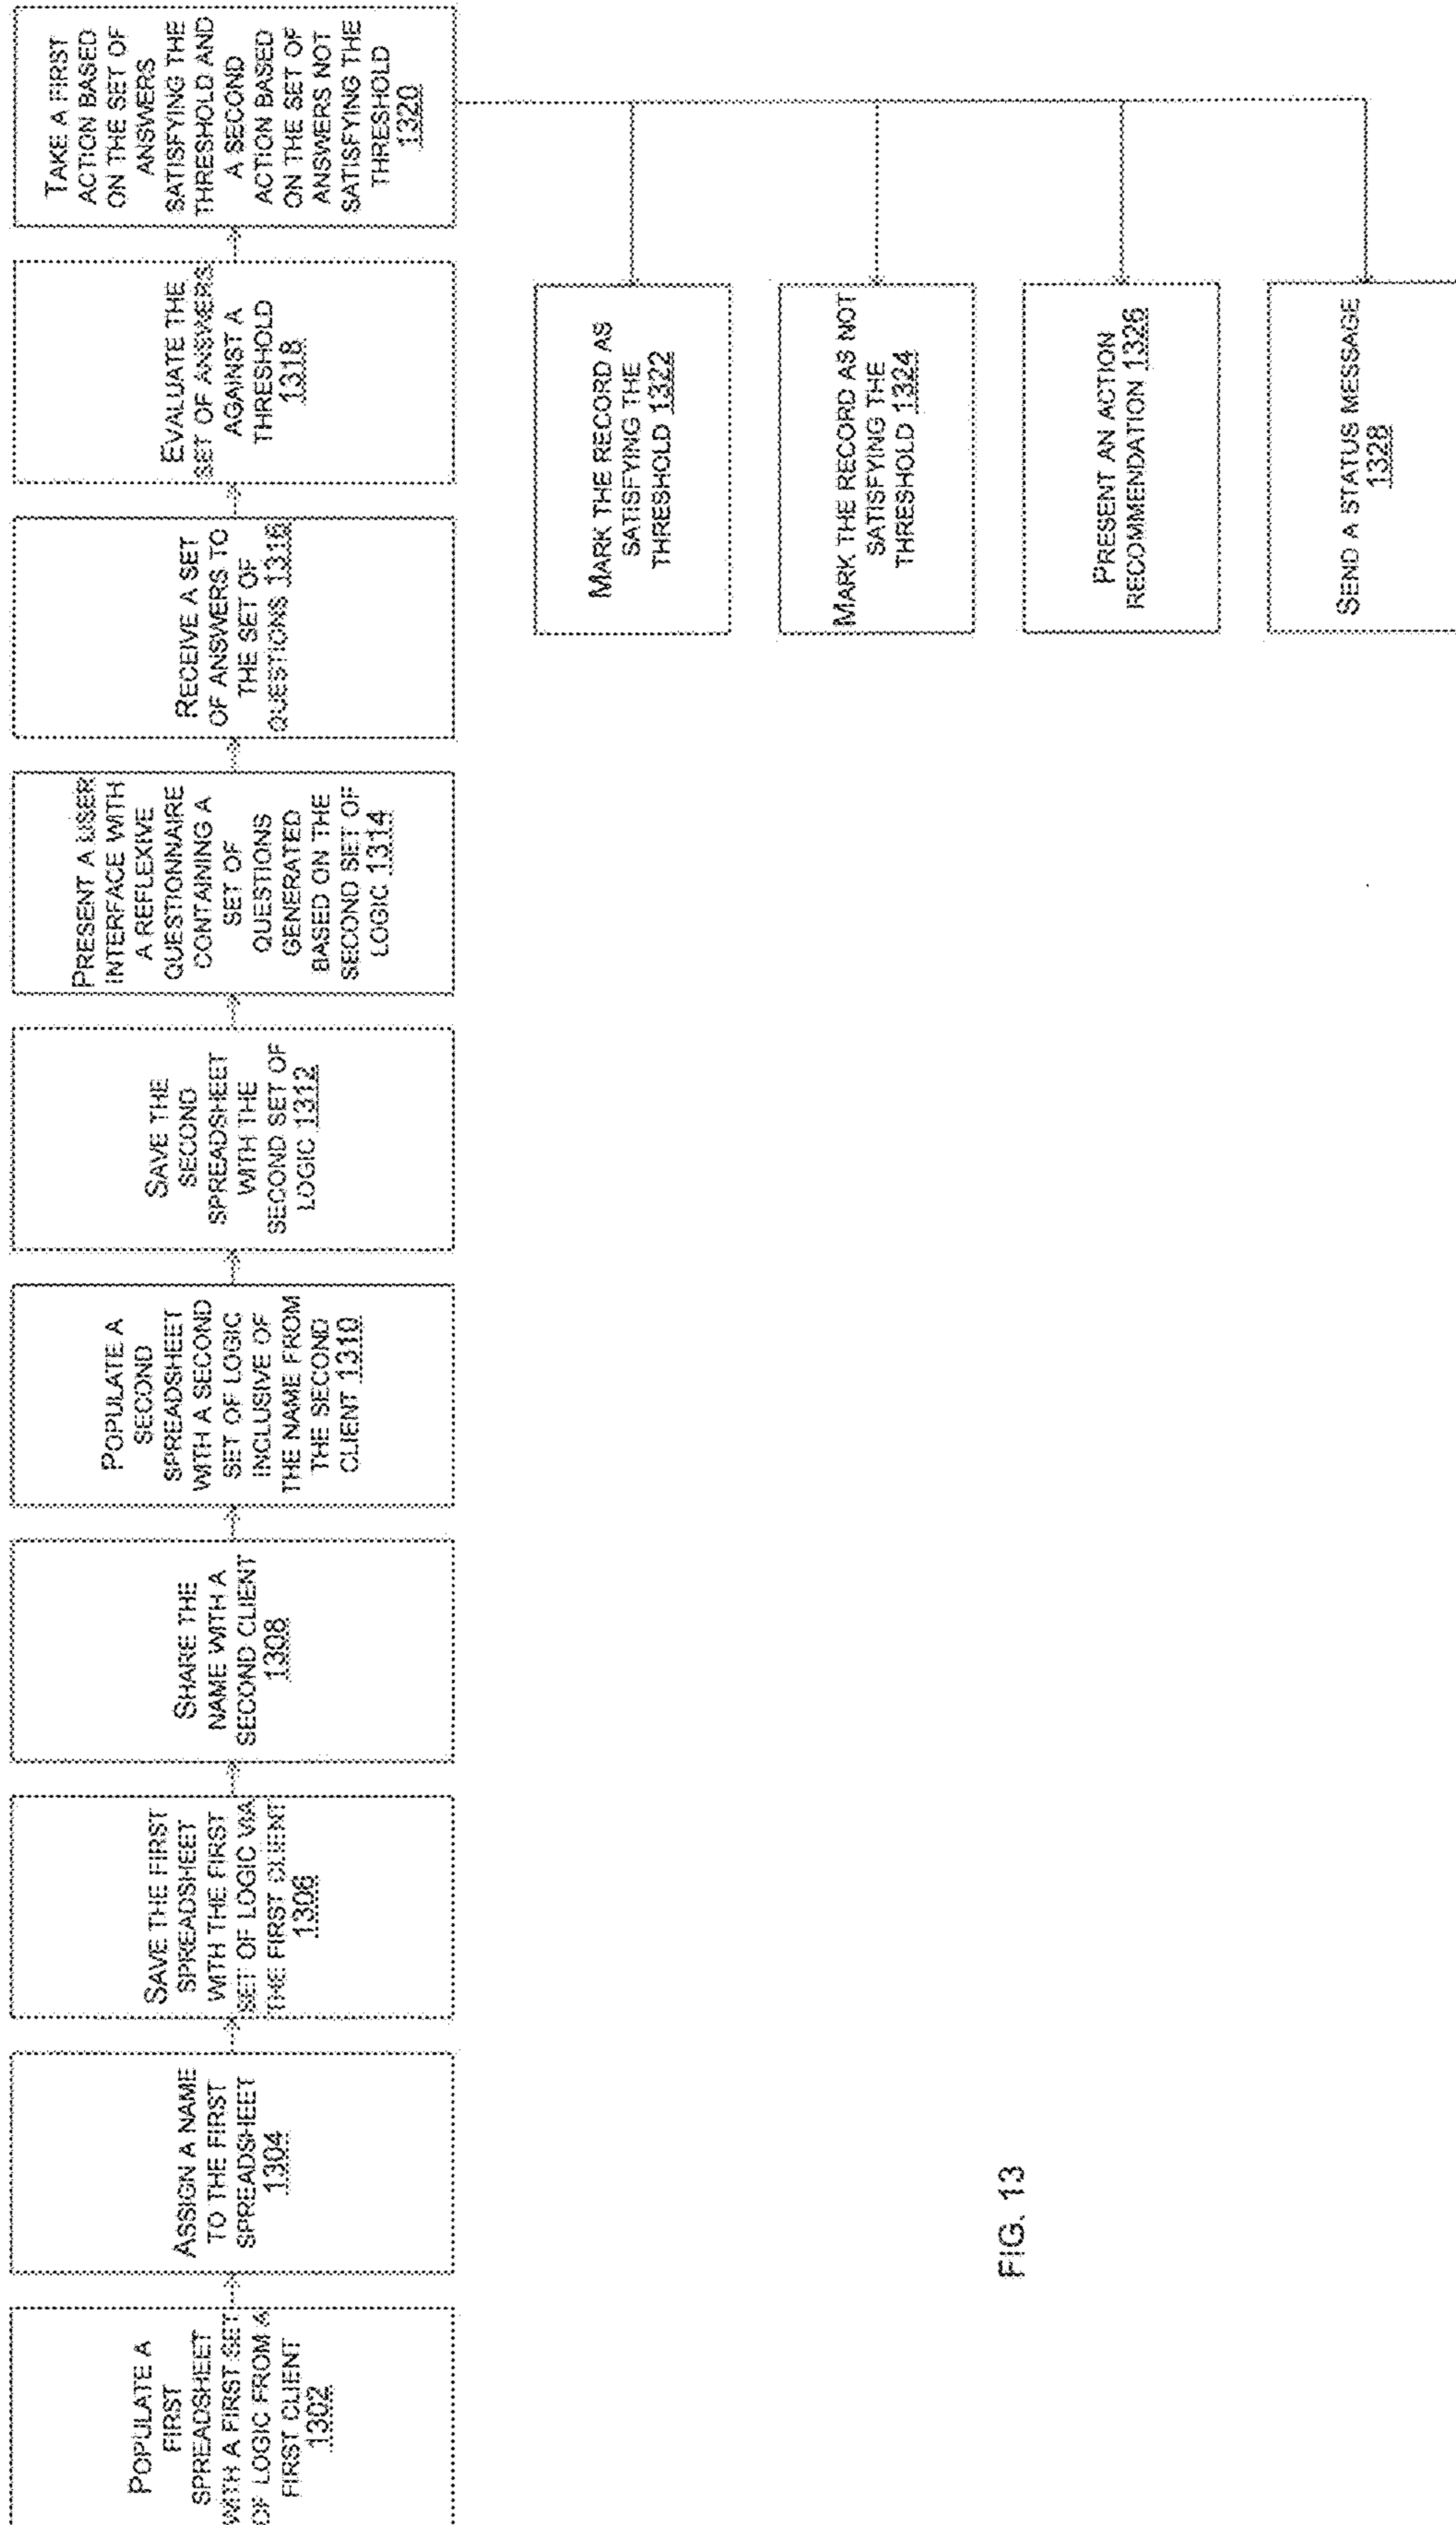 POPULATE A
FIRST
SPREADSHEET
WITH A FIRST SET
OF LOGIC FROM A
FIRST CLIENT
1302
ASSIGN A NAME
TO THE FIRST
SPREADSHEET
1304
SAVE THE FIRST
SPREADSHEET
WITH THE FIRST
SET OF LOGIC VIA
THE FIRST CLIENT
1306
SHARE THE
NAME WITH A
SECOND CLIENT
1308
POPULATE A
SECOND
SPREADSHEET
WITH A SECOND
SET OF LOGIC
INCLUSIVE OF
THE NAME FROM
THE SECOND
CLIENT 1310
SAVE THE
SECOND
SPREADSHEET
WITH THE
SECOND SET OF
LOGIC 1312
PRESENT A USER
INTERFACE WITH
A REFLEXIVE
QUESTIONNAIRE
CONTAINING A
SET OF
QUESTIONS
GENERATED
BASED ON THE
SECOND SET OF
LOGIC 1314
RECEIVE A SET
OF ANSWERS TO
THE SET OF
QUESTIONS 1316
EVALUATE THE
SET OF ANSWERS
AGAINST A
THRESHOLD
1318
TAKE A FIRST
ACTION BASED
ON THE SET OF
ANSWERS
SATISFYING THE
THRESHOLD AND
A SECOND
ACTION BASED
ON THE SET OF
ANSWERS NOT
SATISFYING THE
THRESHOLD
1320
MARK THE RECORD AS
SATISFYING THE
THRESHOLD 1322
MARK THE RECORD AS NOT
SATISFYING THE
THRESHOLD 1324
PRESENT AN ACTION
RECOMMENDATION 1326
SEND A STATUS MESSAGE
1328
FIG. 13